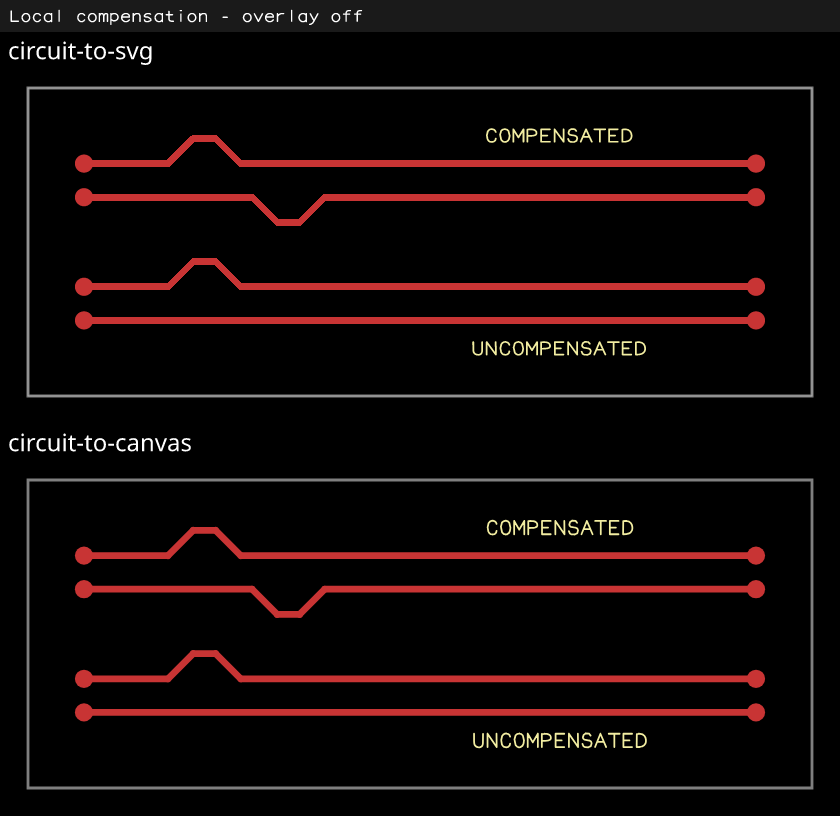 Local compensation - overlay off
circuit-to-svg
COMPENSATED
UNCOMPENSATED
circuit-to-canvas
COMPENSATED
UNCOMPENSATED